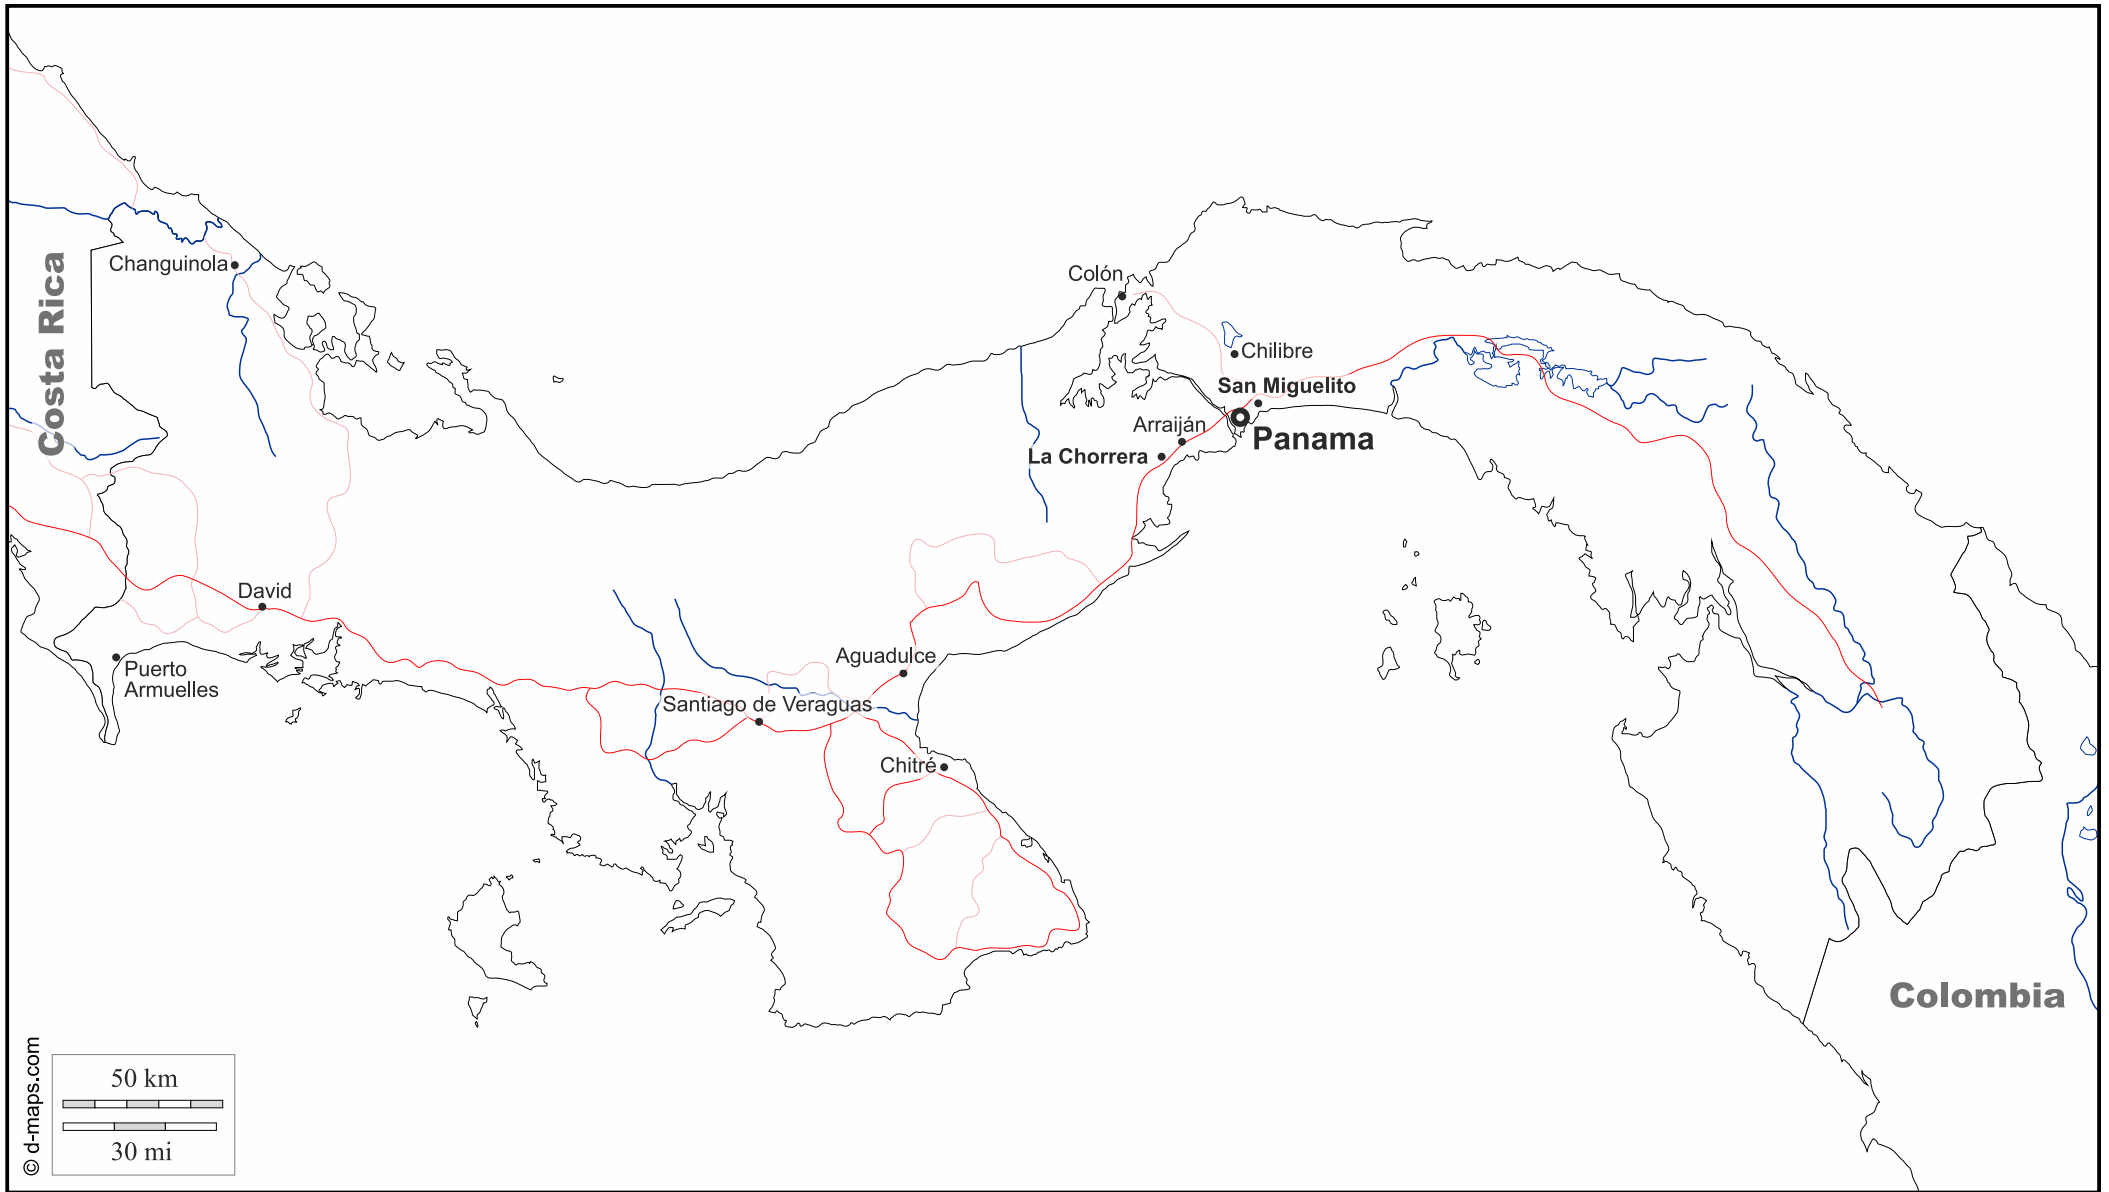 Costa Rica
Changuinola
Colón
Chilibre
San Miguelito
Arraiján
Panama
La Chorrera
David
Puerto
Armuelles
Aguadulce
Santiago de Veraguas
Chitré
Colombia
© d-maps.com
50 km
30 mi